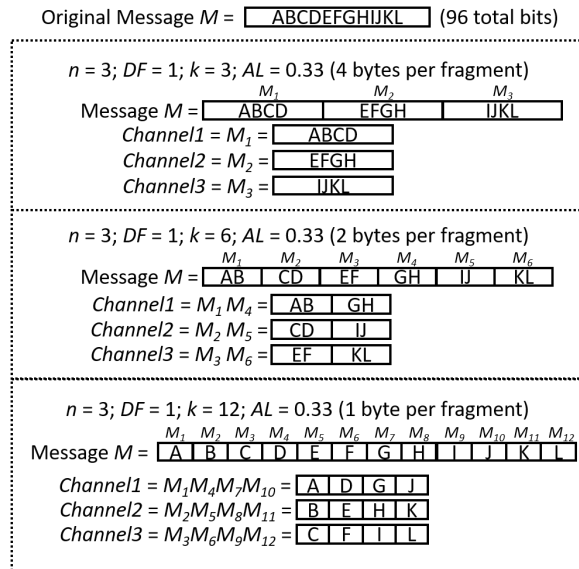 Original Message M = ABCDEFGHIJKL (96 total bits)
n = 3; DF = 1; k = 3; AL = 0.33 (4 bytes per fragment)
M1 M2 M3
Message M = ABCD EFGH IJKL
Channel1 = M1 = ABCD
Channel2 = M2 = EFGH
Channel3 = M3 = IJKL
n = 3; DF = 1; k = 6; AL = 0.33 (2 bytes per fragment)
M1 M2 M3 M4 M5 M6
Message M = AB CD EF GH IJ KL
Channel1 = M1 M4 = AB GH
Channel2 = M2 M5 = CD IJ
Channel3 = M3 M6 = EF KL
n = 3; DF = 1; k = 12; AL = 0.33 (1 byte per fragment)
M1 M2 M3 M4 M5 M6 M7 M8 M9 M10 M11 M12
Message M = A B C D E F G H I J K L
Channel1 = M1M4M7M10 = A D G J
Channel2 = M2M5M8M11 = B E H K
Channel3 = M3M6M9M12 = C F I L